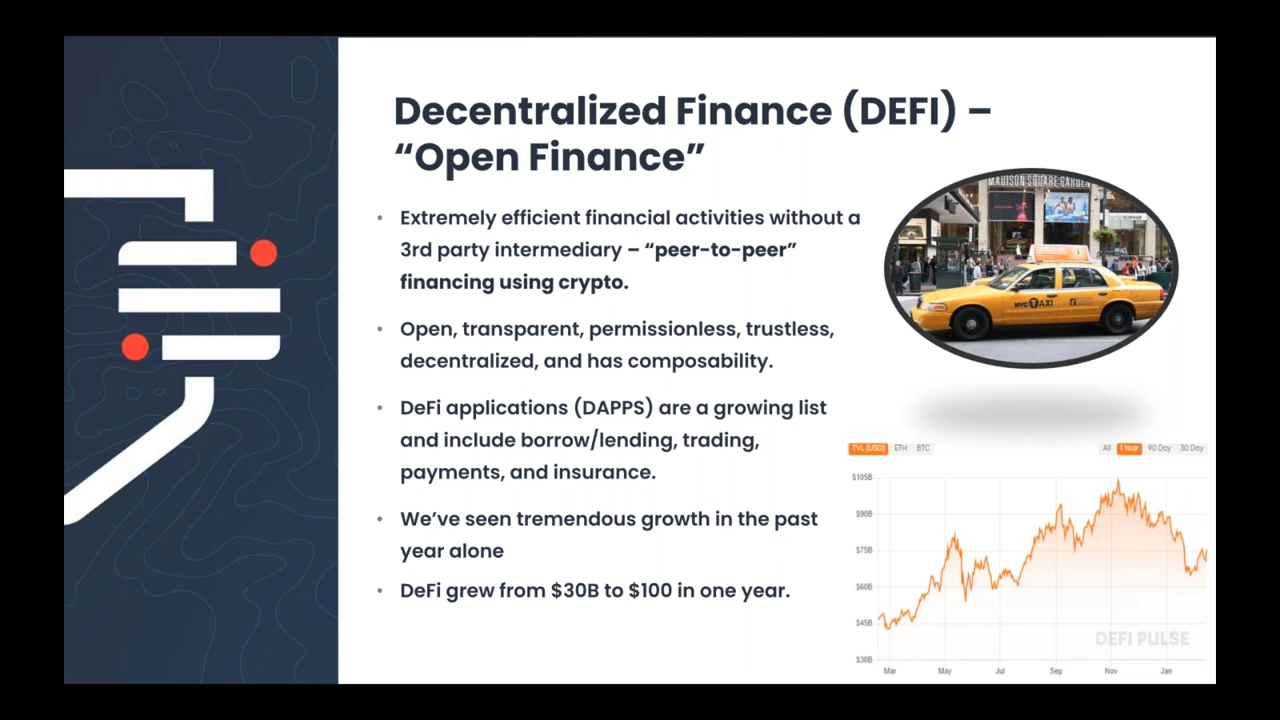 Decentralized Finance (DEFI) –
“Open Finance”
• Extremely efficient financial activities without a
3rd party intermediary – “peer-to-peer”
financing using crypto.
• Open, transparent, permissionless, trustless,
decentralized, and has composability.
• DeFi applications (DAPPS) are a growing list
and include borrow/lending, trading,
payments, and insurance.
• We’ve seen tremendous growth in the past
year alone
• DeFi grew from $30B to $100 in one year.
MADISON SQUARE GARDEN
NYC TAXI
TVL (USD) ETH BTC
All 1 Year 90 Day 30 Day
$105B
$90B
$75B
$60B
$45B
$30B
DEFI PULSE
Mar May Jul Sep Nov Jan